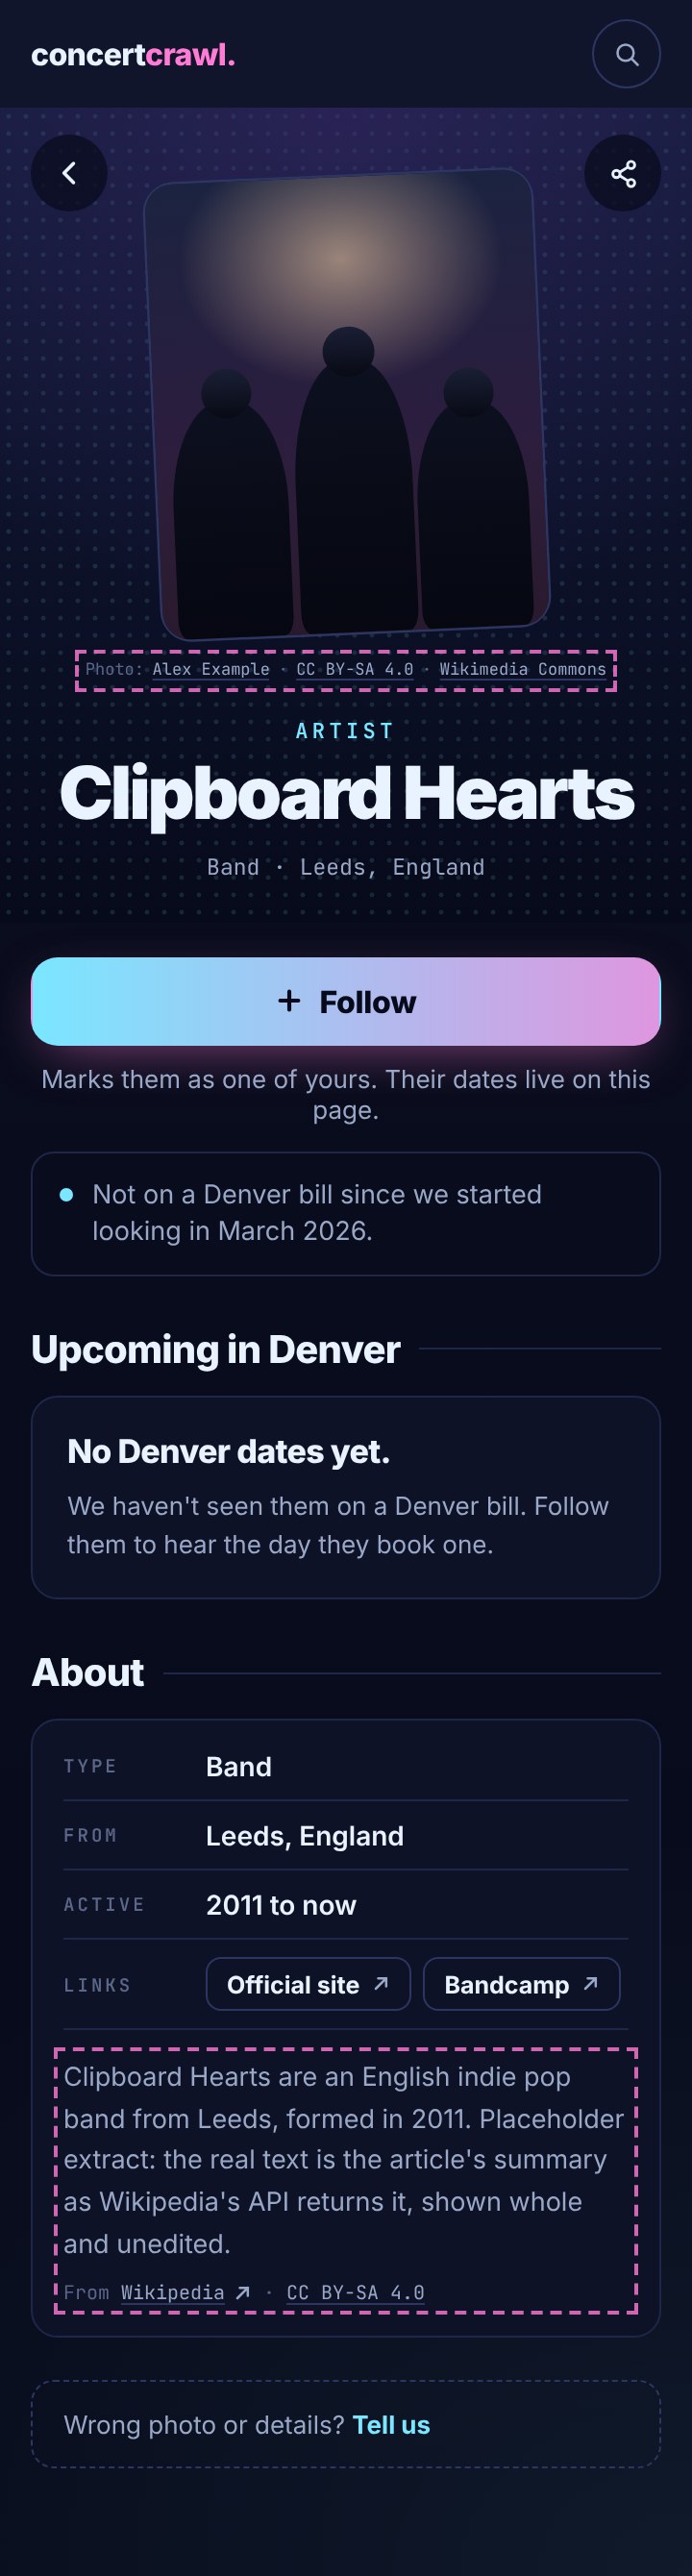 concertcrawl.
Photo: Alex Example · CC BY-SA 4.0 · Wikimedia Commons
ARTIST
Clipboard Hearts
Band · Leeds, England
+ Follow
Marks them as one of yours. Their dates live on this
page.
Not on a Denver bill since we started
looking in March 2026.
Upcoming in Denver
No Denver dates yet.
We haven't seen them on a Denver bill. Follow
them to hear the day they book one.
About
TYPE Band
FROM Leeds, England
ACTIVE 2011 to now
LINKS Official site ↗ Bandcamp ↗
Clipboard Hearts are an English indie pop
band from Leeds, formed in 2011. Placeholder
extract: the real text is the article's summary
as Wikipedia's API returns it, shown whole
and unedited.
From Wikipedia ↗ · CC BY-SA 4.0
Wrong photo or details? Tell us